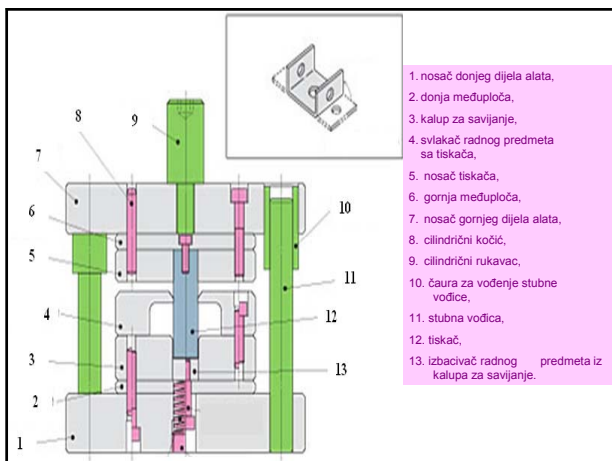 1. nosač donjeg dijela alata,
2. donja međuploča,
3. kalup za savijanje,
4. svlakač radnog predmeta
sa tiskača,
5. nosač tiskača,
6. gornja međuploča,
7. nosač gornjeg dijela alata,
8. cilindrični kočić,
9. cilindrični rukavac,
10. čaura za vođenje stubne
vođice,
11. stubna vođica,
12. tiskač,
13. izbacivač radnog predmeta iz
kalupa za savijanje.
8
9
7
10
6
11
5
4
12
3
13
2
1